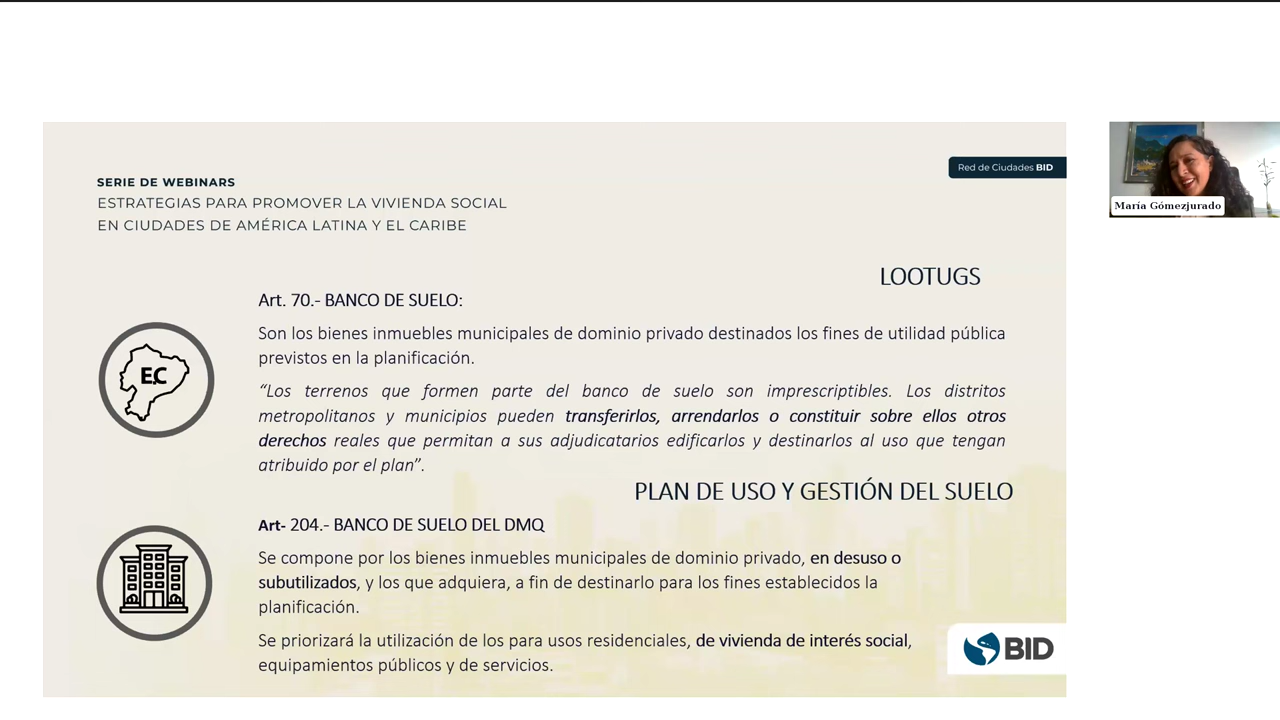 SERIE DE WEBINARS
ESTRATEGIAS PARA PROMOVER LA VIVIENDA SOCIAL
EN CIUDADES DE AMÉRICA LATINA Y EL CARIBE
Red de Ciudades BID
María Gómezjurado
LOOTUGS
Art. 70.- BANCO DE SUELO:
Son los bienes inmuebles municipales de dominio privado destinados los fines de utilidad pública
previstos en la planificación.
EC
“Los terrenos que formen parte del banco de suelo son imprescriptibles. Los distritos
metropolitanos y municipios pueden transferirlos, arrendarlos o constituir sobre ellos otros
derechos reales que permitan a sus adjudicatarios edificarlos y destinarlos al uso que tengan
atribuido por el plan”.
PLAN DE USO Y GESTIÓN DEL SUELO
Art- 204.- BANCO DE SUELO DEL DMQ
Se compone por los bienes inmuebles municipales de dominio privado, en desuso o
subutilizados, y los que adquiera, a fin de destinarlo para los fines establecidos la
planificación.
Se priorizará la utilización de los para usos residenciales, de vivienda de interés social,
equipamientos públicos y de servicios.
BID